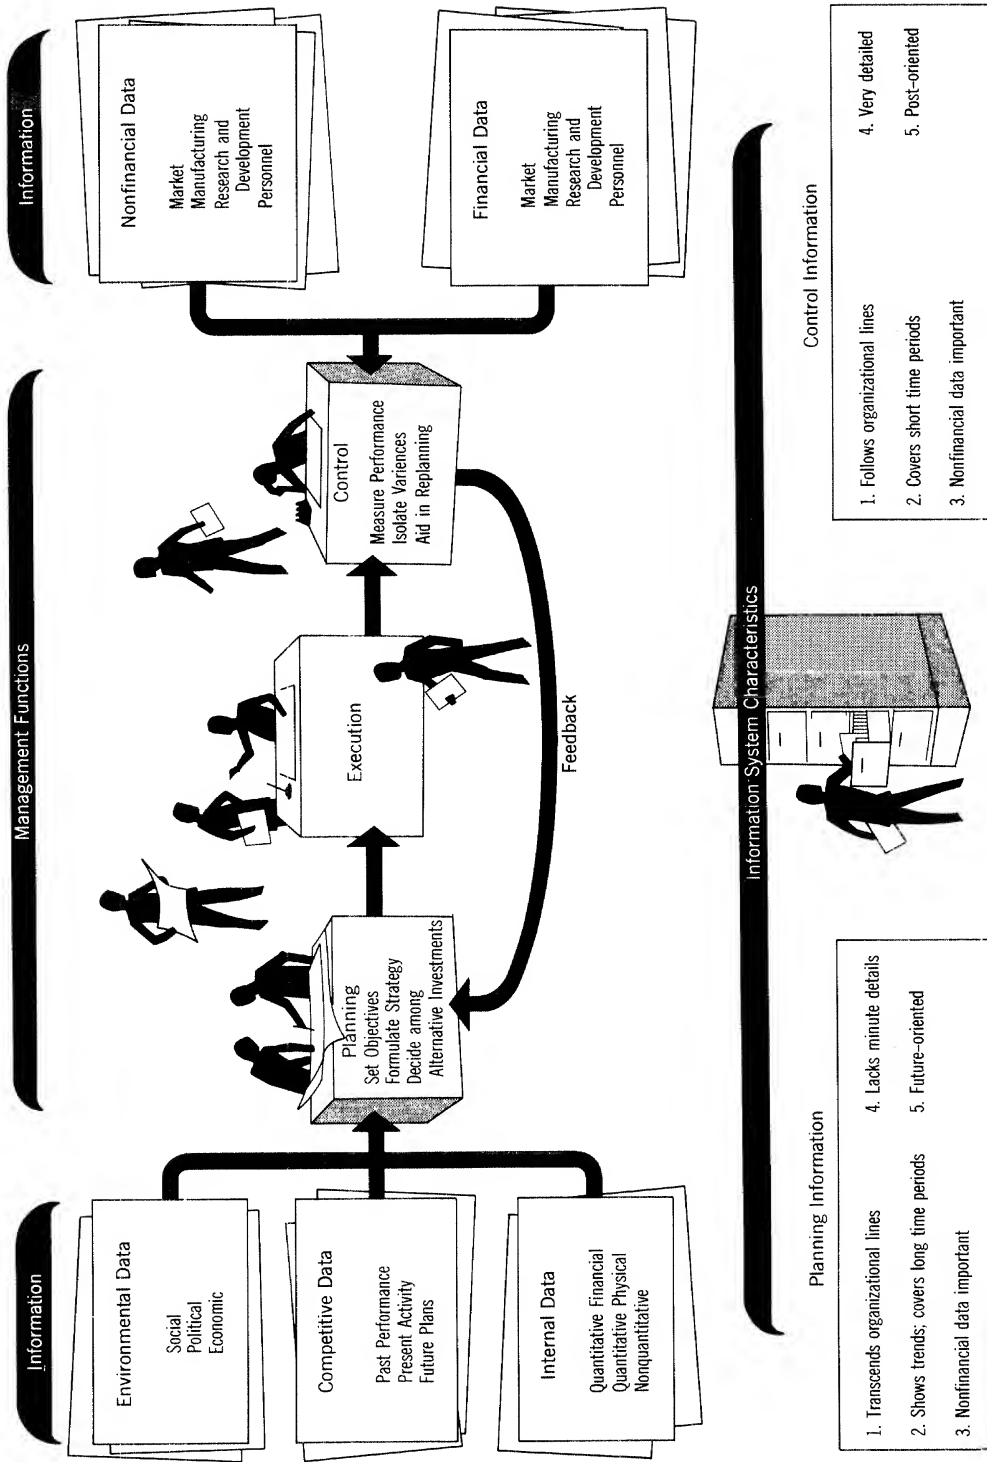 Information
Management Functions
Information
Environmental Data
Social
Political
Economic
Competitive Data
Past Performance
Present Activity
Future Plans
Internal Data
Quantitative Financial
Quantitative Physical
Nonquantitative
Planning
Set Objectives
Formulate Strategy
Decide among
Alternative Investments
Execution
Control
Measure Performance
Isolate Variences
Aid in Replanning
Feedback
Nonfinancial Data
Market
Manufacturing
Research and
Development
Personnel
Financial Data
Market
Manufacturing
Research and
Development
Personnel
Information System Characteristics
Planning Information
1. Transcends organizational lines
2. Shows trends; covers long time periods
3. Nonfinancial data important
4. Lacks minute details
5. Future-oriented
Control Information
1. Follows organizational lines
2. Covers short time periods
3. Nonfinancial data important
4. Very detailed
5. Post-oriented